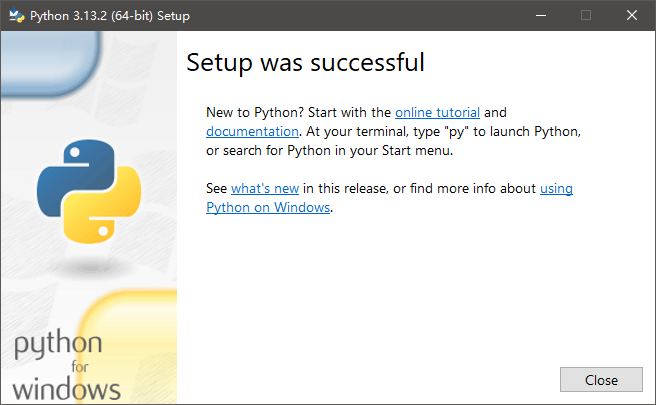 Python 3.13.2 (64-bit) Setup
Setup was successful
New to Python? Start with the online tutorial and
documentation. At your terminal, type "py" to launch Python,
or search for Python in your Start menu.
See what's new in this release, or find more info about using
Python on Windows.
python
for
windows
Close